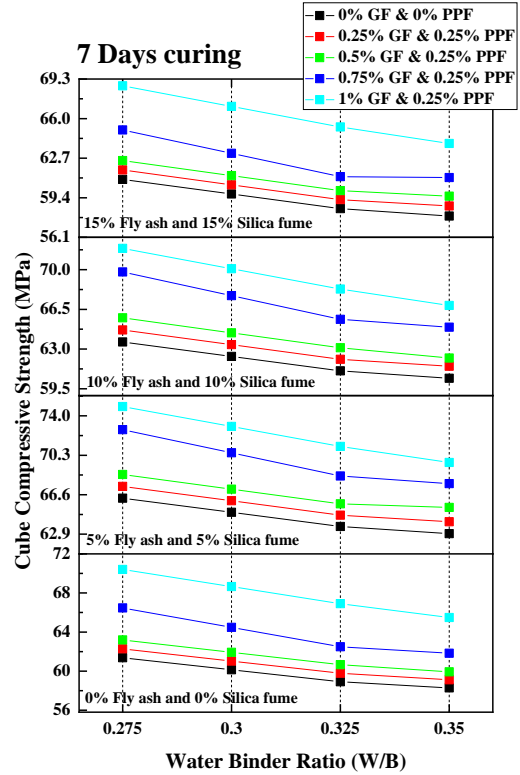 0% GF & 0% PPF
0.25% GF & 0.25% PPF
0.5% GF & 0.25% PPF
0.75% GF & 0.25% PPF
1% GF & 0.25% PPF
7 Days curing
69.3
66.0
62.7
59.4
56.1
15% Fly ash and 15% Silica fume
70.0
66.5
63.0
59.5
10% Fly ash and 10% Silica fume
74.0
70.3
66.6
62.9
5% Fly ash and 5% Silica fume
72
68
64
60
56
0% Fly ash and 0% Silica fume
Cube Compressive Strength (MPa)
0.275 0.3 0.325 0.35
Water Binder Ratio (W/B)